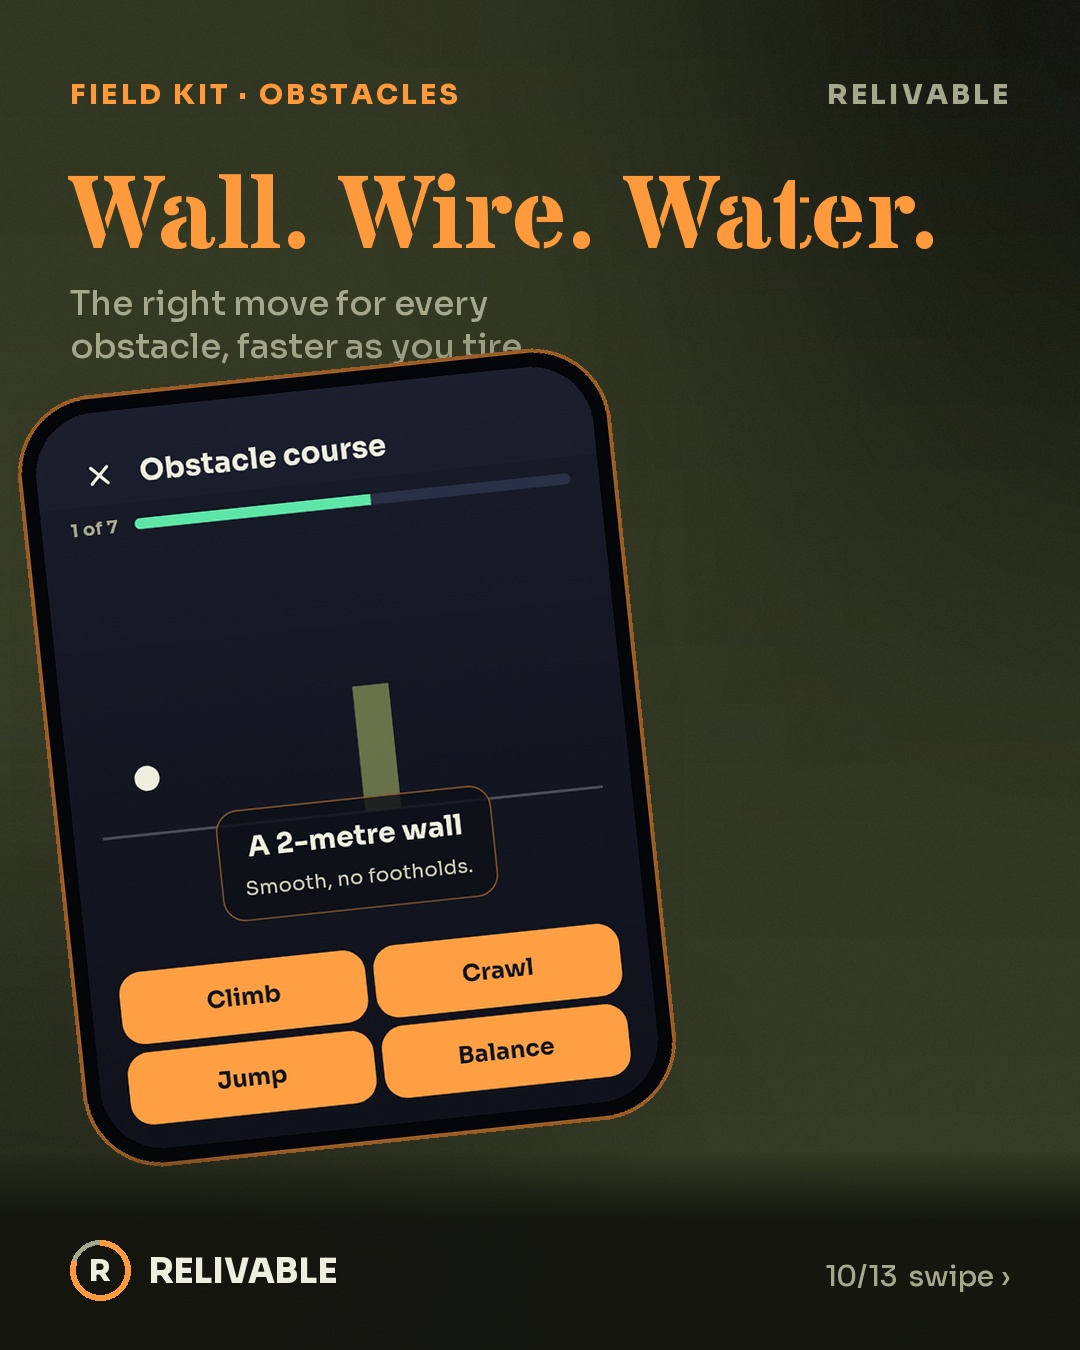 FIELD KIT · OBSTACLES
RELIVABLE
Wall. Wire. Water.
The right move for every
obstacle, faster as you tire
Obstacle course
1 of 7
A 2-metre wall
Smooth, no footholds.
Climb
Crawl
Jump
Balance
R RELIVABLE
10/13 swipe ›